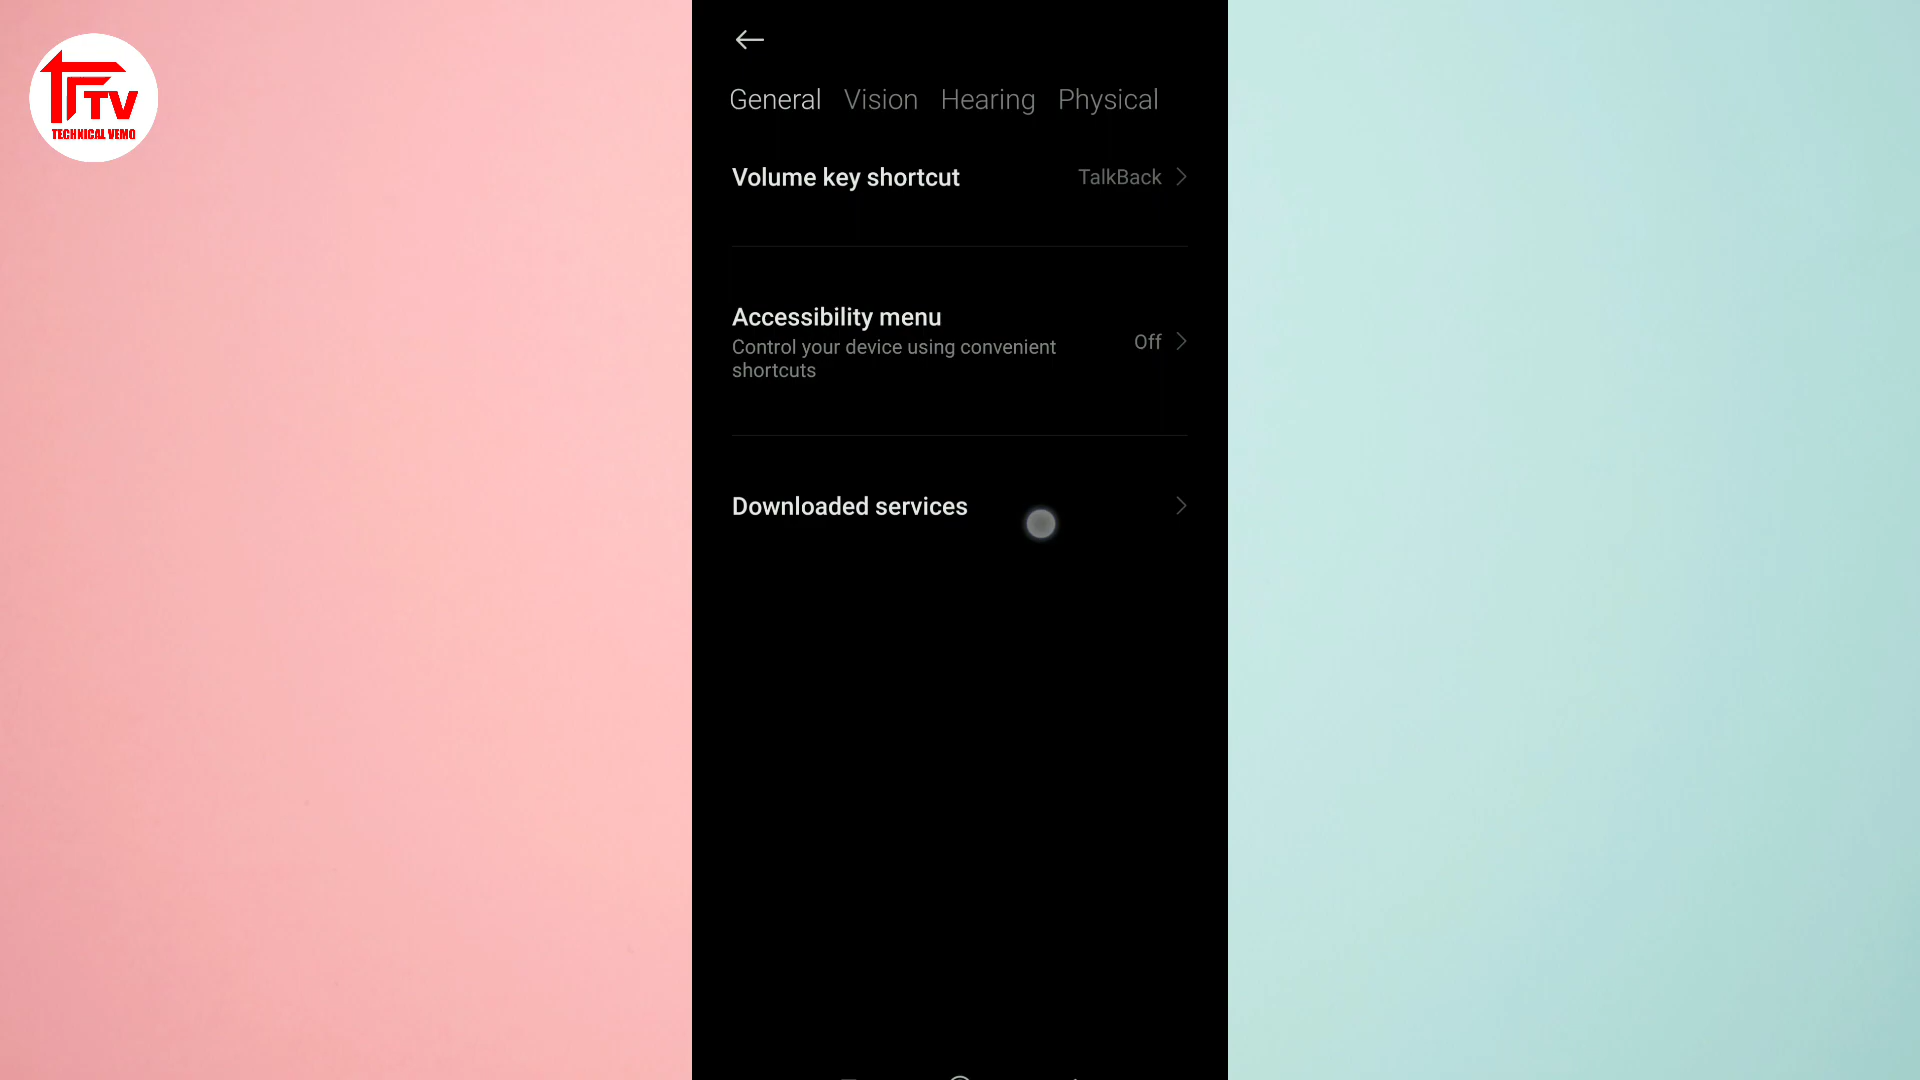 TV
TECHNICAL VEMO
General Vision Hearing Physical
Volume key shortcut TalkBack
Accessibility menu
Control your device using convenient
shortcuts
Off
Downloaded services